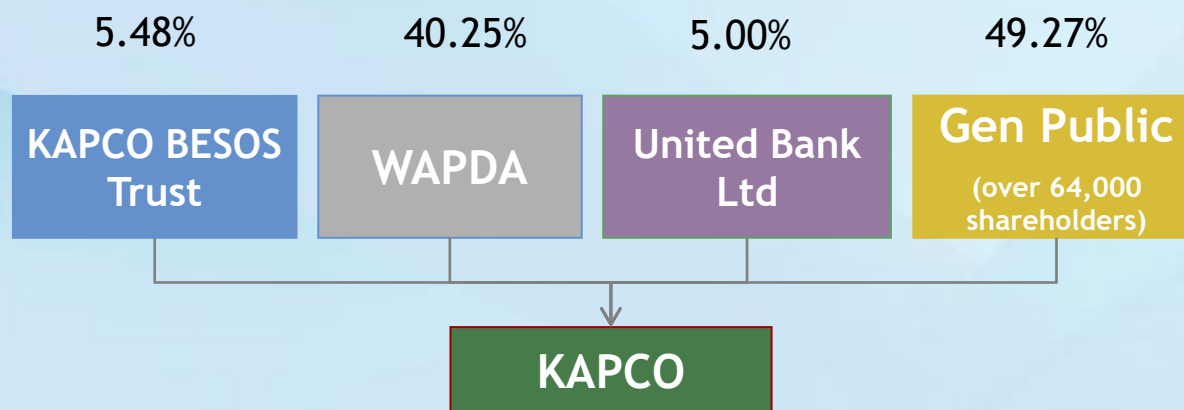 5.48% 40.25% 5.00% 49.27%
KAPCO BESOS
Trust
WAPDA
United Bank
Ltd
Gen Public
(over 64,000
shareholders)
KAPCO